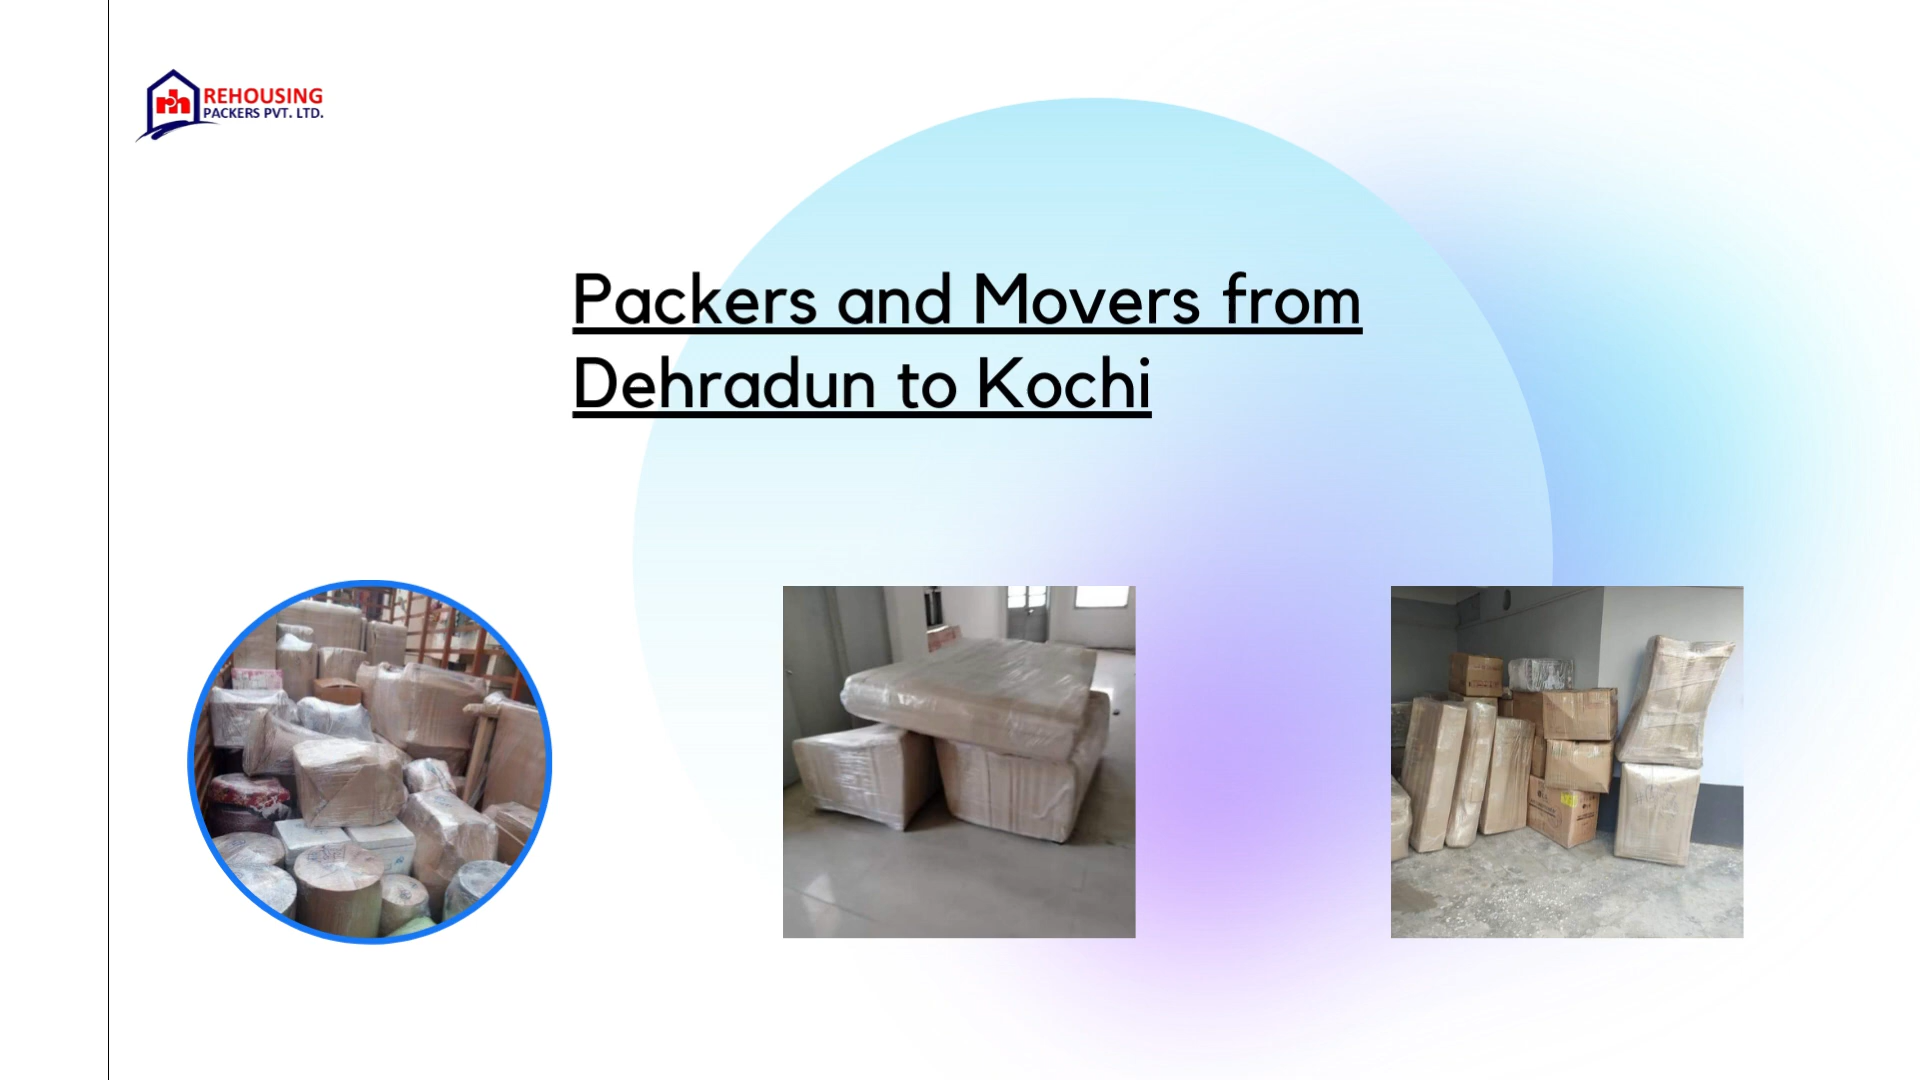 REHOUSING
PACKERS PVT. LTD.
Packers and Movers from
Dehradun to Kochi